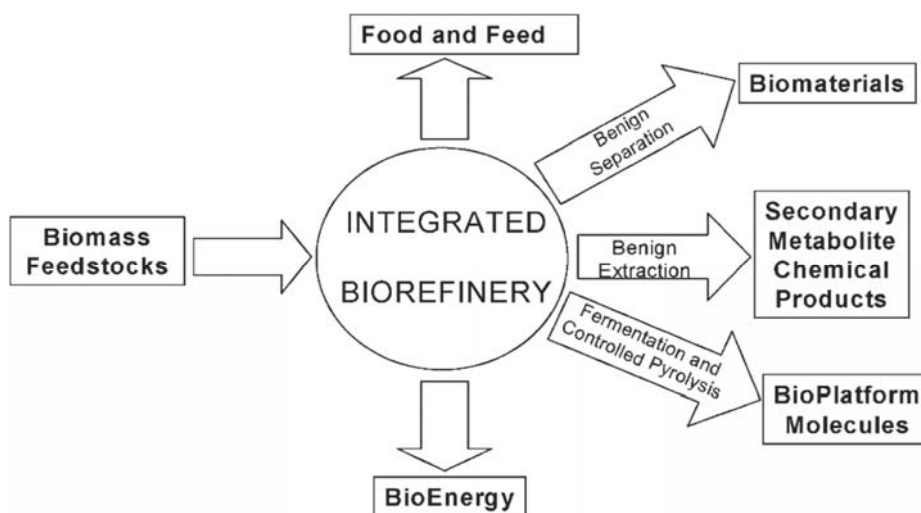 Food and Feed
Biomaterials
Benign
Separation
Biomass
Feedstocks
INTEGRATED
BIOREFINERY
Benign
Extraction
Secondary
Metabolite
Chemical
Products
Fermentation and
Controlled Pyrolysis
BioPlatform
Molecules
BioEnergy